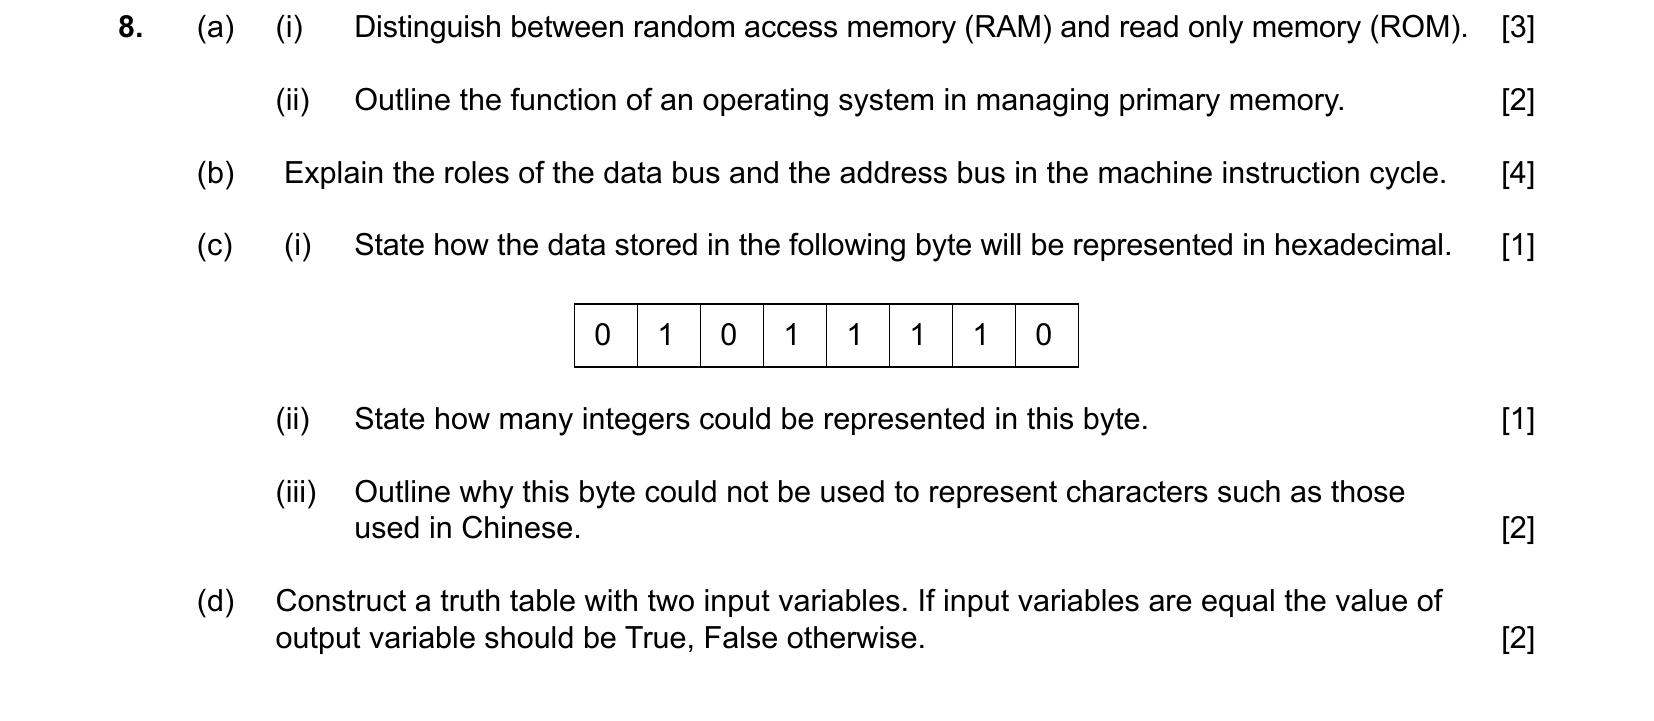 8. (a) (i) Distinguish between random access memory (RAM) and read only memory (ROM). [3]
(ii) Outline the function of an operating system in managing primary memory. [2]
(b) Explain the roles of the data bus and the address bus in the machine instruction cycle. [4]
(c) (i) State how the data stored in the following byte will be represented in hexadecimal. [1]
0 1 0 1 1 1 1 0
(ii) State how many integers could be represented in this byte. [1]
(iii) Outline why this byte could not be used to represent characters such as those
used in Chinese. [2]
(d) Construct a truth table with two input variables. If input variables are equal the value of
output variable should be True, False otherwise. [2]